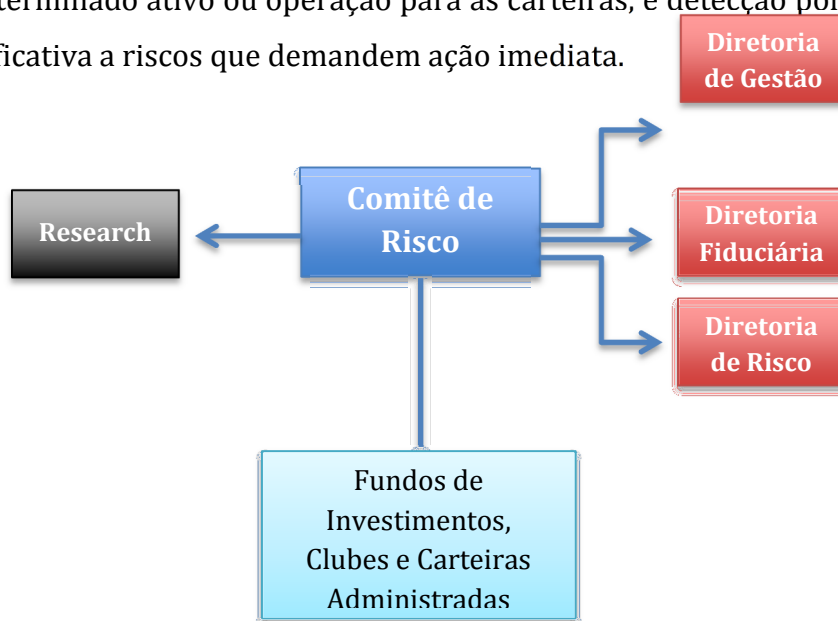 terminado ativo ou operação para as carteiras, e detecção por
ficativa a riscos que demandem ação imediata.
Diretoria
de Gestão
Research
Comitê de
Risco
Diretoria
Fiduciária
Diretoria
de Risco
Fundos de
Investimentos,
Clubes e Carteiras
Administradas